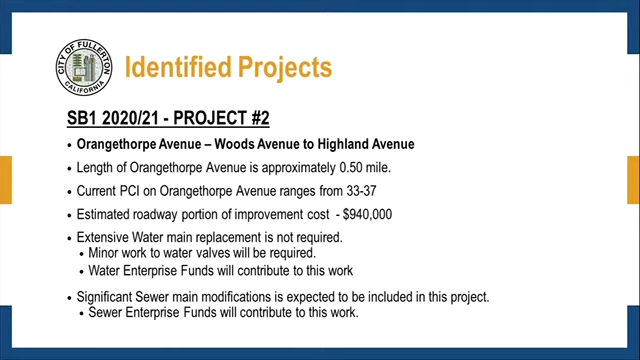 CITY OF FULLERTON
CALIFORNIA
Identified Projects
SB1 2020/21 - PROJECT #2
• Orangethorpe Avenue – Woods Avenue to Highland Avenue
• Length of Orangethorpe Avenue is approximately 0.50 mile.
• Current PCI on Orangethorpe Avenue ranges from 33-37
• Estimated roadway portion of improvement cost - $940,000
• Extensive Water main replacement is not required.
• Minor work to water valves will be required.
• Water Enterprise Funds will contribute to this work
• Significant Sewer main modifications is expected to be included in this project.
• Sewer Enterprise Funds will contribute to this work.